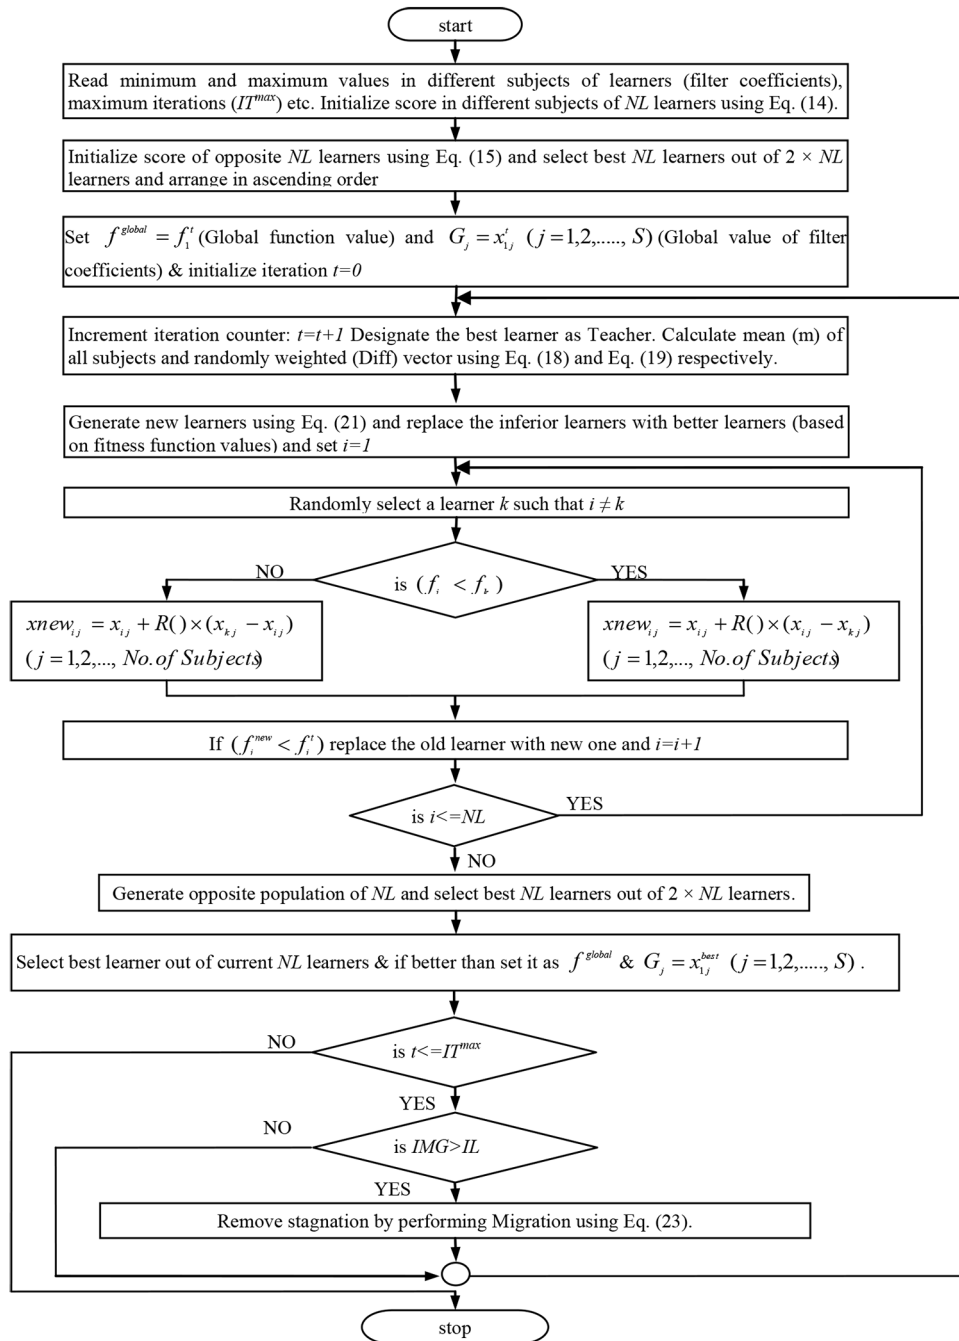 start
Read minimum and maximum values in different subjects of learners (filter coefficients),
maximum iterations (IT^max) etc. Initialize score in different subjects of NL learners using Eq. (14).
Initialize score of opposite NL learners using Eq. (15) and select best NL learners out of 2 × NL
learners and arrange in ascending order
Set f^global = f_1^t (Global function value) and G_j = x_1j^t (j=1,2,....., S) (Global value of filter
coefficients) & initialize iteration t=0
Increment iteration counter: t=t+1 Designate the best learner as Teacher. Calculate mean (m) of
all subjects and randomly weighted (Diff) vector using Eq. (18) and Eq. (19) respectively.
Generate new learners using Eq. (21) and replace the inferior learners with better learners (based
on fitness function values) and set i=1
Randomly select a learner k such that i ≠ k
NO
is (f_i < f_k)
YES
xnew_ij = x_ij + R()×(x_kj − x_ij)
(j=1,2,..., No.of Subjects)
xnew_ij = x_ij + R()×(x_ij − x_kj)
(j=1,2,..., No.of Subjects)
If (f_i^new < f_i^t) replace the old learner with new one and i=i+1
is i<=NL
YES
NO
Generate opposite population of NL and select best NL learners out of 2 × NL learners.
Select best learner out of current NL learners & if better than set it as f^global & G_j = x_1j^best (j=1,2,....., S) .
NO
is t<=IT^max
YES
NO
is IMG>IL
YES
Remove stagnation by performing Migration using Eq. (23).
stop